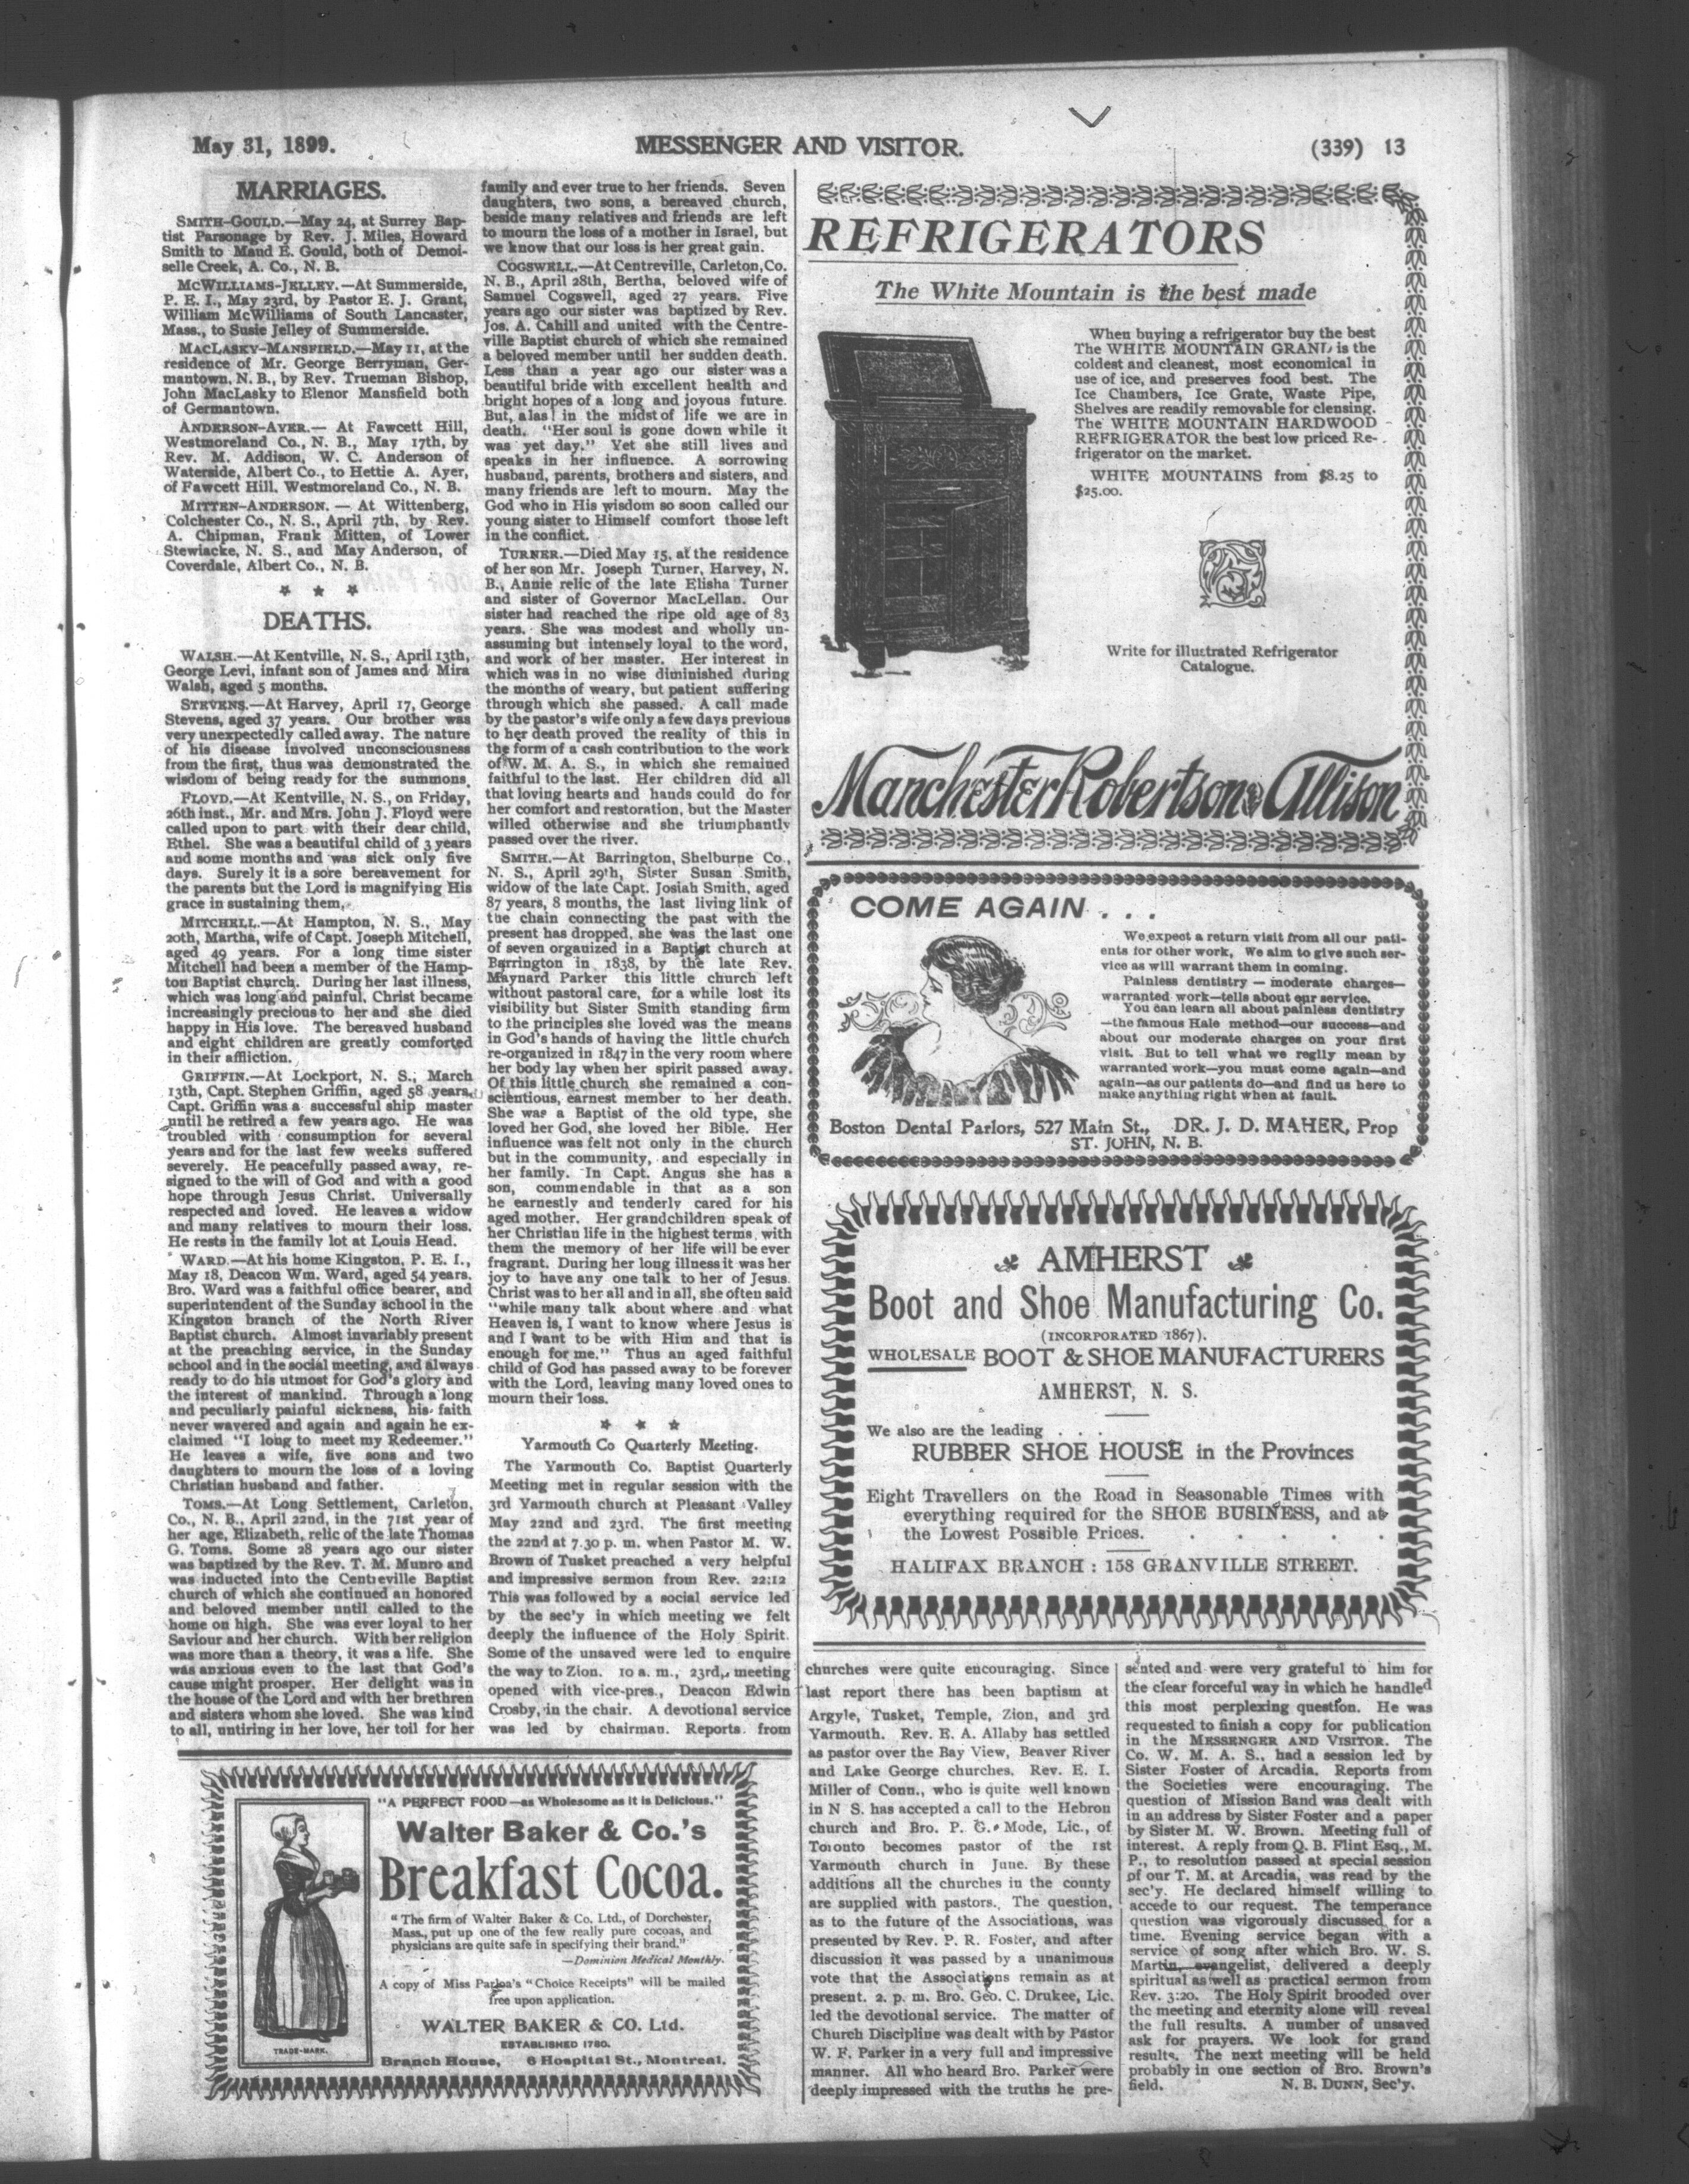 May 31, 1899.
MESSENGER AND VISITOR.
(339) 13
MARRIAGES.
SMITH-GOULD.—May 24, at Surrey Bap-
tist Parsonage by Rev. J. Miles, Howard
Smith to Maud E. Gould, both of Demoi-
selle Creek, A. Co., N. B.
MCWILLIAMS-JELLEY.—At Summerside,
P. E. I., May 23rd, by Pastor E. J. Grant,
William McWilliams of South Lancaster,
Mass., to Susie Jelley of Summerside.
MACLASKY-MANSFIELD.—May 11, at the
residence of Mr. George Berryman, Ger-
mantown, N. B., by Rev. Trueman Bishop,
John MacLasky to Elenor Mansfield both
of Germantown.
ANDERSON-AYER.— At Fawcett Hill,
Westmoreland Co., N. B., May 17th, by
Rev. M. Addison, W. C. Anderson of
Waterside, Albert Co., to Hettie A. Ayer,
of Fawcett Hill, Westmoreland Co., N. B.
MITTEN-ANDERSON. — At Wittenberg,
Colchester Co., N. S., April 7th, by Rev.
A. Chipman, Frank Mitten, of Lower
Stewiacke, N. S., and May Anderson, of
Coverdale, Albert Co., N. B.
* * *
DEATHS.
WALSH.—At Kentville, N. S., April 13th,
George Levi, infant son of James and Mira
Walsh, aged 5 months.
STEVENS.—At Harvey, April 17, George
Stevens, aged 37 years. Our brother was
very unexpectedly called away. The nature
of his disease involved unconsciousness
from the first, thus was demonstrated the
wisdom of being ready for the summons.
FLOYD.—At Kentville, N. S., on Friday,
26th inst., Mr. and Mrs. John J. Floyd were
called upon to part with their dear child,
Ethel. She was a beautiful child of 3 years
and some months and was sick only five
days. Surely it is a sore bereavement for
the parents but the Lord is magnifying His
grace in sustaining them,
MITCHELL.—At Hampton, N. S., May
20th, Martha, wife of Capt. Joseph Mitchell,
aged 49 years. For a long time sister
Mitchell had been a member of the Hamp-
ton Baptist church. During her last illness,
which was long and painful, Christ became
increasingly precious to her and she died
happy in His love. The bereaved husband
and eight children are greatly comforted
in their affliction.
GRIFFIN.—At Lockport, N. S., March
13th, Capt. Stephen Griffin, aged 58 years.
Capt. Griffin was a successful ship master
until he retired a few years ago. He was
troubled with consumption for several
years and for the last few weeks suffered
severely. He peacefully passed away, re-
signed to the will of God and with a good
hope through Jesus Christ. Universally
respected and loved. He leaves a widow
and many relatives to mourn their loss.
He rests in the family lot at Louis Head.
WARD.—At his home Kingston, P. E. I.,
May 18, Deacon Wm. Ward, aged 54 years.
Bro. Ward was a faithful office bearer, and
superintendent of the Sunday school in the
Kingston branch of the North River
Baptist church. Almost invariably present
at the preaching service, in the Sunday
school and in the social meeting, and always
ready to do his utmost for God's glory and
the interest of mankind. Through a long
and peculiarly painful sickness, his faith
never wavered and again and again he ex-
claimed "I long to meet my Redeemer."
He leaves a wife, five sons and two
daughters to mourn the loss of a loving
Christian husband and father.
TOMS.—At Long Settlement, Carleton,
Co., N. B., April 22nd, in the 71st year of
her age, Elizabeth, relic of the late Thomas
G. Toms. Some 28 years ago our sister
was baptized by the Rev. T. M. Munro and
was inducted into the Centreville Baptist
church of which she continued an honored
and beloved member until called to the
home on high. She was ever loyal to her
Saviour and her church. With her religion
was more than a theory, it was a life. She
was anxious even to the last that God's
cause might prosper. Her delight was in
the house of the Lord and with her brethren
and sisters whom she loved. She was kind
to all, untiring in her love, her toil for her
family and ever true to her friends. Seven
daughters, two sons, a bereaved church,
beside many relatives and friends are left
to mourn the loss of a mother in Israel, but
we know that our loss is her great gain.
COGSWELL.—At Centreville, Carleton, Co.
N. B., April 28th, Bertha, beloved wife of
Samuel Cogswell, aged 27 years. Five
years ago our sister was baptized by Rev.
Jos. A. Cahill and united with the Centre-
ville Baptist church of which she remained
a beloved member until her sudden death.
Less than a year ago our sister was a
beautiful bride with excellent health and
bright hopes of a long and joyous future.
But, alas! in the midst of life we are in
death. "Her soul is gone down while it
was yet day." Yet she still lives and
speaks in her influence. A sorrowing
husband, parents, brothers and sisters, and
many friends are left to mourn. May the
God who in His wisdom so soon called our
young sister to Himself comfort those left
in the conflict.
TURNER.—Died May 15, at the residence
of her son Mr. Joseph Turner, Harvey, N.
B., Annie relic of the late Elisha Turner
and sister of Governor MacLellan. Our
sister had reached the ripe old age of 83
years. She was modest and wholly un-
assuming but intensely loyal to the word,
and work of her master. Her interest in
which was in no wise diminished during
the months of weary, but patient suffering
through which she passed. A call made
by the pastor's wife only a few days previous
to her death proved the reality of this in
the form of a cash contribution to the work
of W. M. A. S., in which she remained
faithful to the last. Her children did all
that loving hearts and hands could do for
her comfort and restoration, but the Master
willed otherwise and she triumphantly
passed over the river.
SMITH.—At Barrington, Shelburne Co.,
N. S., April 29th, Sister Susan Smith,
widow of the late Capt. Josiah Smith, aged
87 years, 8 months, the last living link of
the chain connecting the past with the
present has dropped, she was the last one
of seven organized in a Baptist church at
Barrington in 1838, by the late Rev.
Maynard Parker this little church left
without pastoral care, for a while lost its
visibility but Sister Smith standing firm
to the principles she loved was the means
in God's hands of having the little church
re-organized in 1847 in the very room where
her body lay when her spirit passed away.
Of this little church she remained a con-
scientious, earnest member to her death.
She was a Baptist of the old type, she
loved her God, she loved her Bible. Her
influence was felt not only in the church
but in the community, and especially in
her family. In Capt. Angus she has a
son, commendable in that as a son
he earnestly and tenderly cared for his
aged mother. Her grandchildren speak of
her Christian life in the highest terms, with
them the memory of her life will be ever
fragrant. During her long illness it was her
joy to have any one talk to her of Jesus.
Christ was to her all and in all, she often said
"while many talk about where and what
Heaven is, I want to know where Jesus is
and I want to be with Him and that is
enough for me." Thus an aged faithful
child of God has passed away to be forever
with the Lord, leaving many loved ones to
mourn their loss.
* * *
Yarmouth Co Quarterly Meeting.
The Yarmouth Co. Baptist Quarterly
Meeting met in regular session with the
3rd Yarmouth church at Pleasant Valley
May 22nd and 23rd. The first meeting
the 22nd at 7.30 p. m. when Pastor M. W.
Brown of Tusket preached a very helpful
and impressive sermon from Rev. 22:12
This was followed by a social service led
by the sec'y in which meeting we felt
deeply the influence of the Holy Spirit.
Some of the unsaved were led to enquire
the way to Zion. 10 a. m., 23rd, meeting
opened with vice-pres., Deacon Edwin
Crosby, in the chair. A devotional service
was led by chairman. Reports from
churches were quite encouraging. Since
last report there has been baptism at
Argyle, Tusket, Temple, Zion, and 3rd
Yarmouth. Rev. E. A. Allaby has settled
as pastor over the Bay View, Beaver River
and Lake George churches. Rev. E. I.
Miller of Conn., who is quite well known
in N S. has accepted a call to the Hebron
church and Bro. P. G. Mode, Lic., of
Toronto becomes pastor of the 1st
Yarmouth church in June. By these
additions all the churches in the county
are supplied with pastors. The question,
as to the future of the Associations, was
presented by Rev. P. R. Foster, and after
discussion it was passed by a unanimous
vote that the Associations remain as at
present. 2. p. m. Bro. Geo. C. Drukee, Lic.
led the devotional service. The matter of
Church Discipline was dealt with by Pastor
W. F. Parker in a very full and impressive
manner. All who heard Bro. Parker were
deeply impressed with the truths he pre-
sented and were very grateful to him for
the clear forceful way in which he handled
this most perplexing question. He was
requested to finish a copy for publication
in the MESSENGER AND VISITOR. The
Co. W. M. A. S., had a session led by
Sister Foster of Arcadia. Reports from
the Societies were encouraging. The
question of Mission Band was dealt with
in an address by Sister Foster and a paper
by Sister M. W. Brown. Meeting full of
interest. A reply from Q. B. Flint Esq., M.
P., to resolution passed at special session
of our T. M. at Arcadia, was read by the
sec'y. He declared himself willing to
accede to our request. The temperance
question was vigorously discussed for a
time. Evening service began with a
service of song after which Bro. W. S.
Martin, evangelist, delivered a deeply
spiritual as well as practical sermon from
Rev. 3:20. The Holy Spirit brooded over
the meeting and eternity alone will reveal
the full results. A number of unsaved
ask for prayers. We look for grand
results. The next meeting will be held
probably in one section of Bro. Brown's
field. N. B. DUNN, Sec'y.
REFRIGERATORS
The White Mountain is the best made
When buying a refrigerator buy the best
The WHITE MOUNTAIN GRAND is the
coldest and cleanest, most economical in
use of ice, and preserves food best. The
Ice Chambers, Ice Grate, Waste Pipe,
Shelves are readily removable for clensing.
The WHITE MOUNTAIN HARDWOOD
REFRIGERATOR the best low priced Re-
frigerator on the market.
WHITE MOUNTAINS from $8.25 to
$25.00.
Write for illuctrated Refrigerator
Catalogue.
Manchester Robertson & Allison
COME AGAIN . . .
We expect a return visit from all our pati-
ents for other work, We aim to give such ser-
vice as will warrant them in coming.
Painless dentistry — moderate charges—
warranted work—tells about our service.
You can learn all about painless dentistry
—the famous Hale method—our success—and
about our moderate charges on your first
visit. But to tell what we reglly mean by
warranted work—you must come again—and
again—as our patients do—and find us here to
make anything right when at fault.
Boston Dental Parlors, 527 Main St., DR. J. D. MAHER, Prop
ST. JOHN, N. B.
AMHERST
Boot and Shoe Manufacturing Co.
(INCORPORATED 1867).
WHOLESALE BOOT & SHOE MANUFACTURERS
AMHERST, N. S.
We also are the leading . . .
RUBBER SHOE HOUSE in the Provinces
Eight Travellers on the Road in Seasonable Times with
everything required for the SHOE BUSINESS, and at
the Lowest Possible Prices. . . . . .
HALIFAX BRANCH : 158 GRANVILLE STREET.
"A PERFECT FOOD—as Wholesome as it is Delicious."
Walter Baker & Co.'s
Breakfast Cocoa.
"The firm of Walter Baker & Co. Ltd., of Dorchester,
Mass., put up one of the few really pure cocoas, and
physicians are quite safe in specifying their brand."
—Dominion Medical Monthly.
A copy of Miss Parloa's "Choice Receipts" will be mailed
free upon application.
WALTER BAKER & CO. Ltd.
ESTABLISHED 1780.
Branch House, 6 Hospital St., Montreal.
TRADE-MARK.